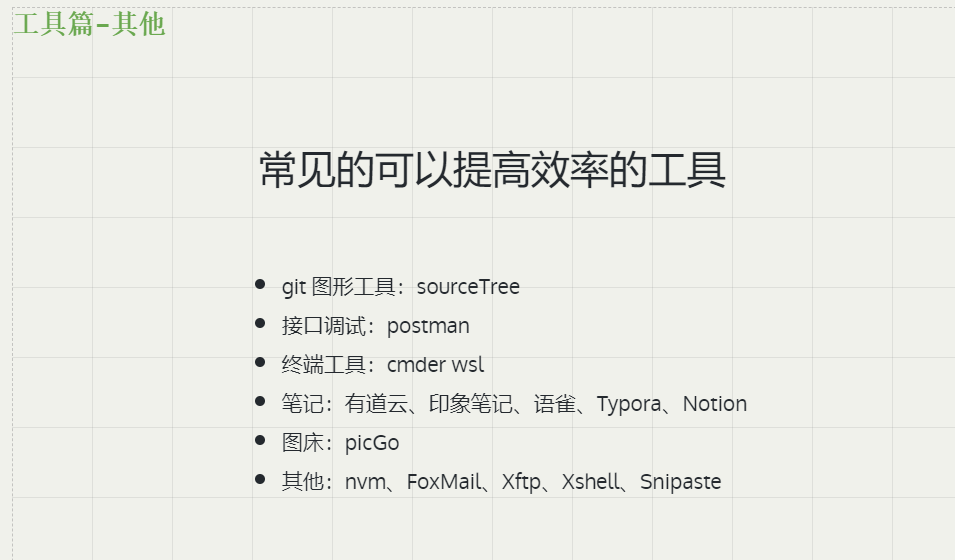 工具篇-其他
常见的可以提高效率的工具
git 图形工具：sourceTree
接口调试：postman
终端工具：cmder wsl
笔记：有道云、印象笔记、语雀、Typora、Notion
图床：picGo
其他：nvm、FoxMail、Xftp、Xshell、Snipaste